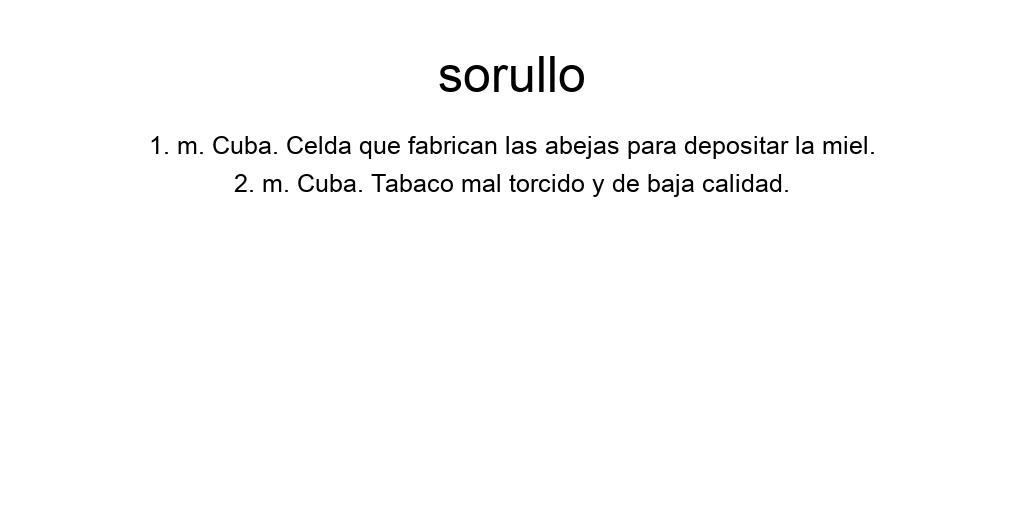 sorullo
1. m. Cuba. Celda que fabrican las abejas para depositar la miel.
2. m. Cuba. Tabaco mal torcido y de baja calidad.